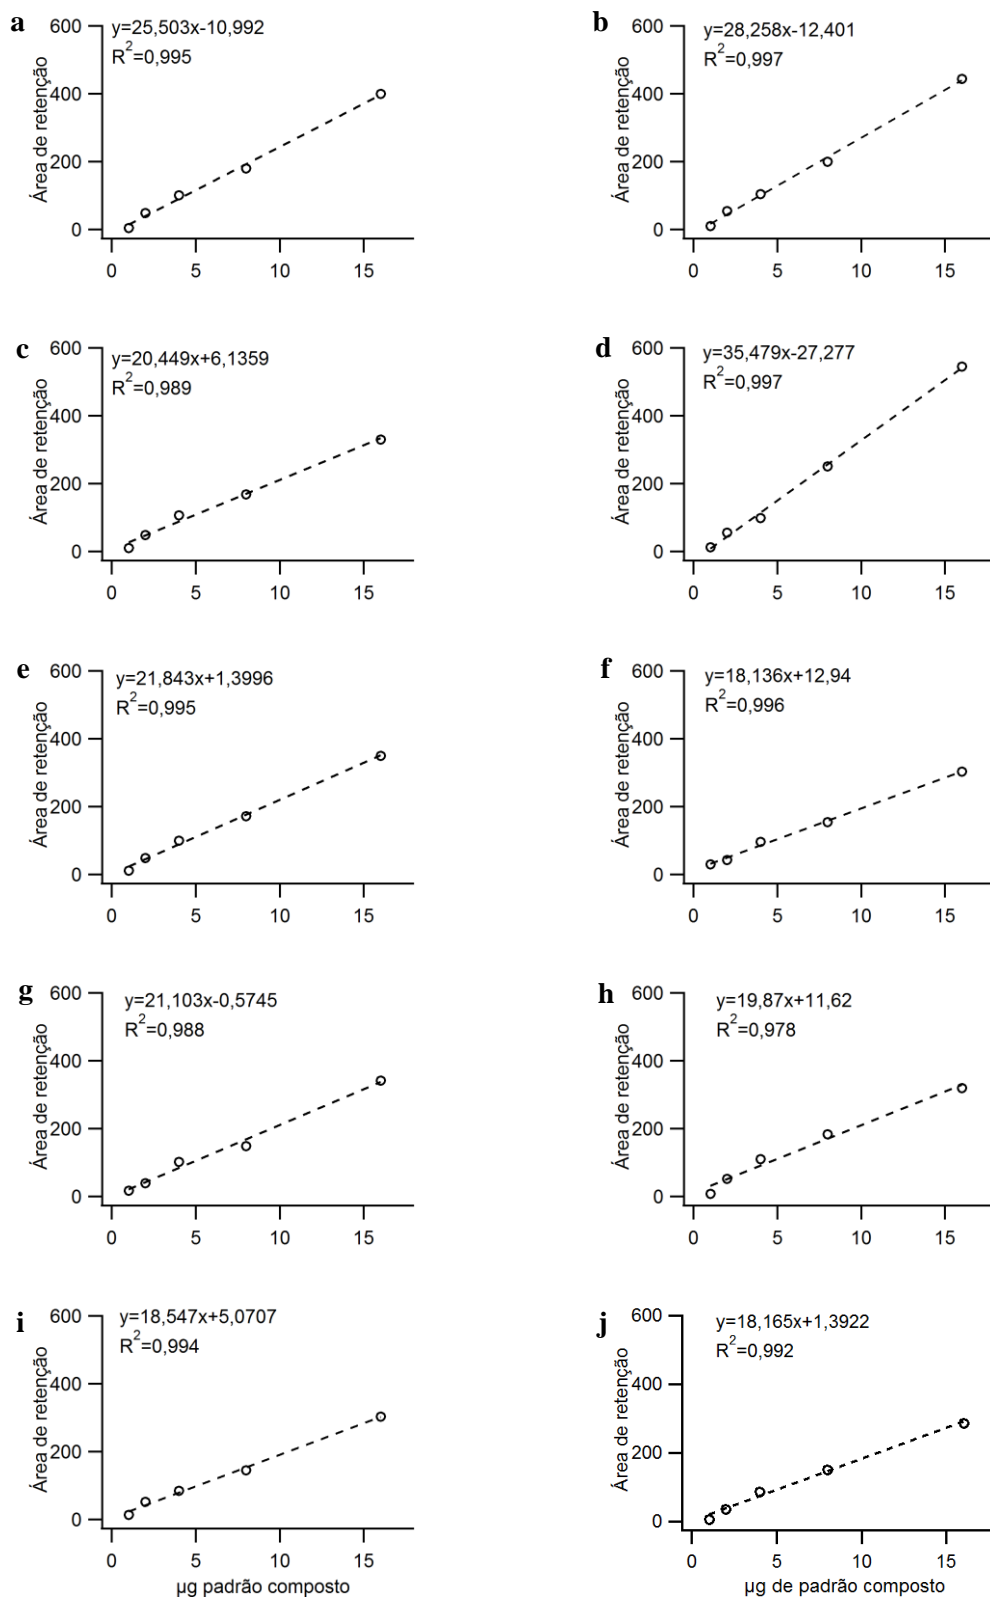 a
600
400
200
0
Área de retenção
y=25,503x-10,992
R²=0,995
0 5 10 15
b
600
400
200
0
Área de retenção
y=28,258x-12,401
R²=0,997
0 5 10 15
c
600
400
200
0
Área de retenção
y=20,449x+6,1359
R²=0,989
0 5 10 15
d
600
400
200
0
Área de retenção
y=35,479x-27,277
R²=0,997
0 5 10 15
e
600
400
200
0
Área de retenção
y=21,843x+1,3996
R²=0,995
0 5 10 15
f
600
400
200
0
Área de retenção
y=18,136x+12,94
R²=0,996
0 5 10 15
g
600
400
200
0
Área de retenção
y=21,103x-0,5745
R²=0,988
0 5 10 15
h
600
400
200
0
Área de retenção
y=19,87x+11,62
R²=0,978
0 5 10 15
i
600
400
200
0
Área de retenção
y=18,547x+5,0707
R²=0,994
0 5 10 15
µg padrão composto
j
600
400
200
0
Área de retenção
y=18,165x+1,3922
R²=0,992
0 5 10 15
µg de padrão composto